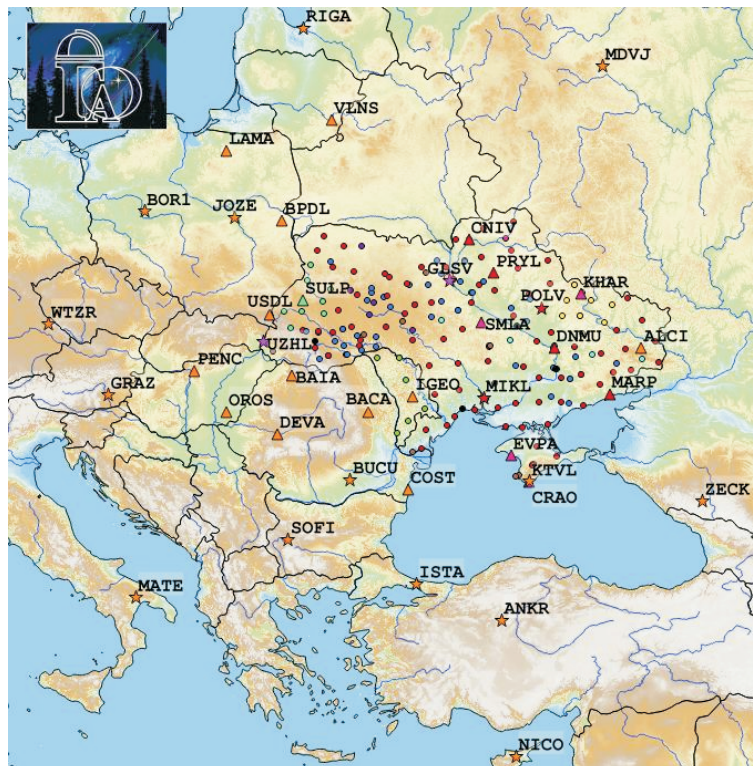 RIGA
MDVJ
VLNS
LAMA
BOR1
JOZE
BPDL
CNIV
GLSV
PRYL
KHAR
SULP
POLV
USDL
WTZR
SMLA
UZHL
DNMU
ALCI
PENC
BAIA
GRAZ
OROS
BACA
IGEO
MIKL
MARP
DEVA
EVPA
BUCU
COST
KTVL
CRAO
ZECK
SOFI
ISTA
MATE
ANKR
NICO